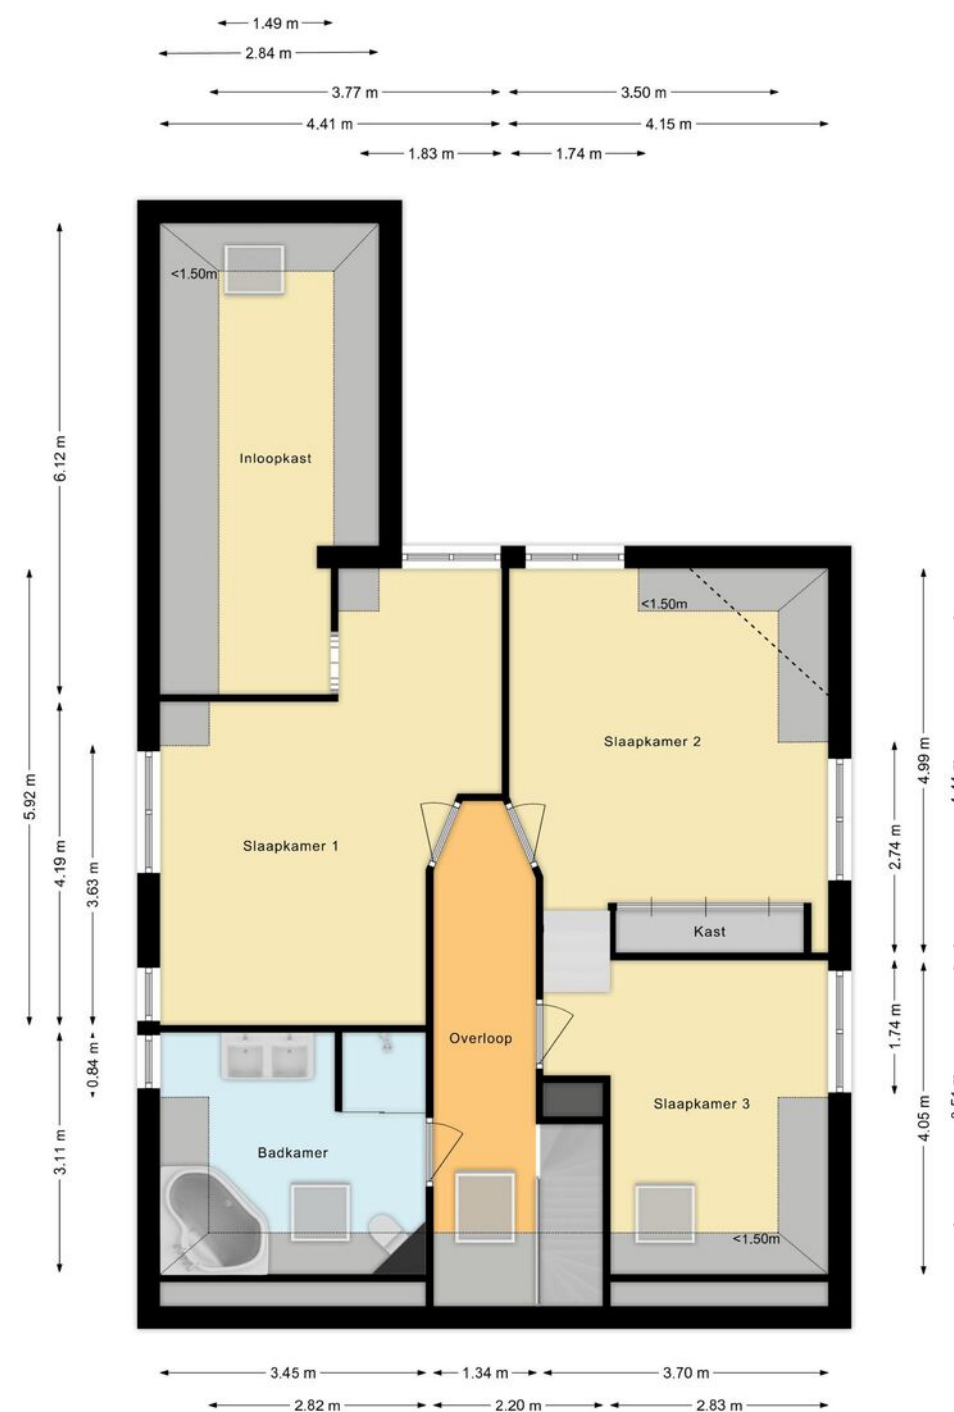 1.49 m
2.84 m
3.77 m
3.50 m
4.41 m
4.15 m
1.83 m
1.74 m
<1.50m
6.12 m
Inloopkast
<1.50m
5.92 m
4.19 m
3.63 m
Slaapkamer 1
Slaapkamer 2
4.99 m
2.74 m
Kast
1.74 m
Overloop
0.84 m
3.11 m
Badkamer
Slaapkamer 3
4.05 m
<1.50m
3.45 m
1.34 m
3.70 m
2.82 m
2.20 m
2.83 m